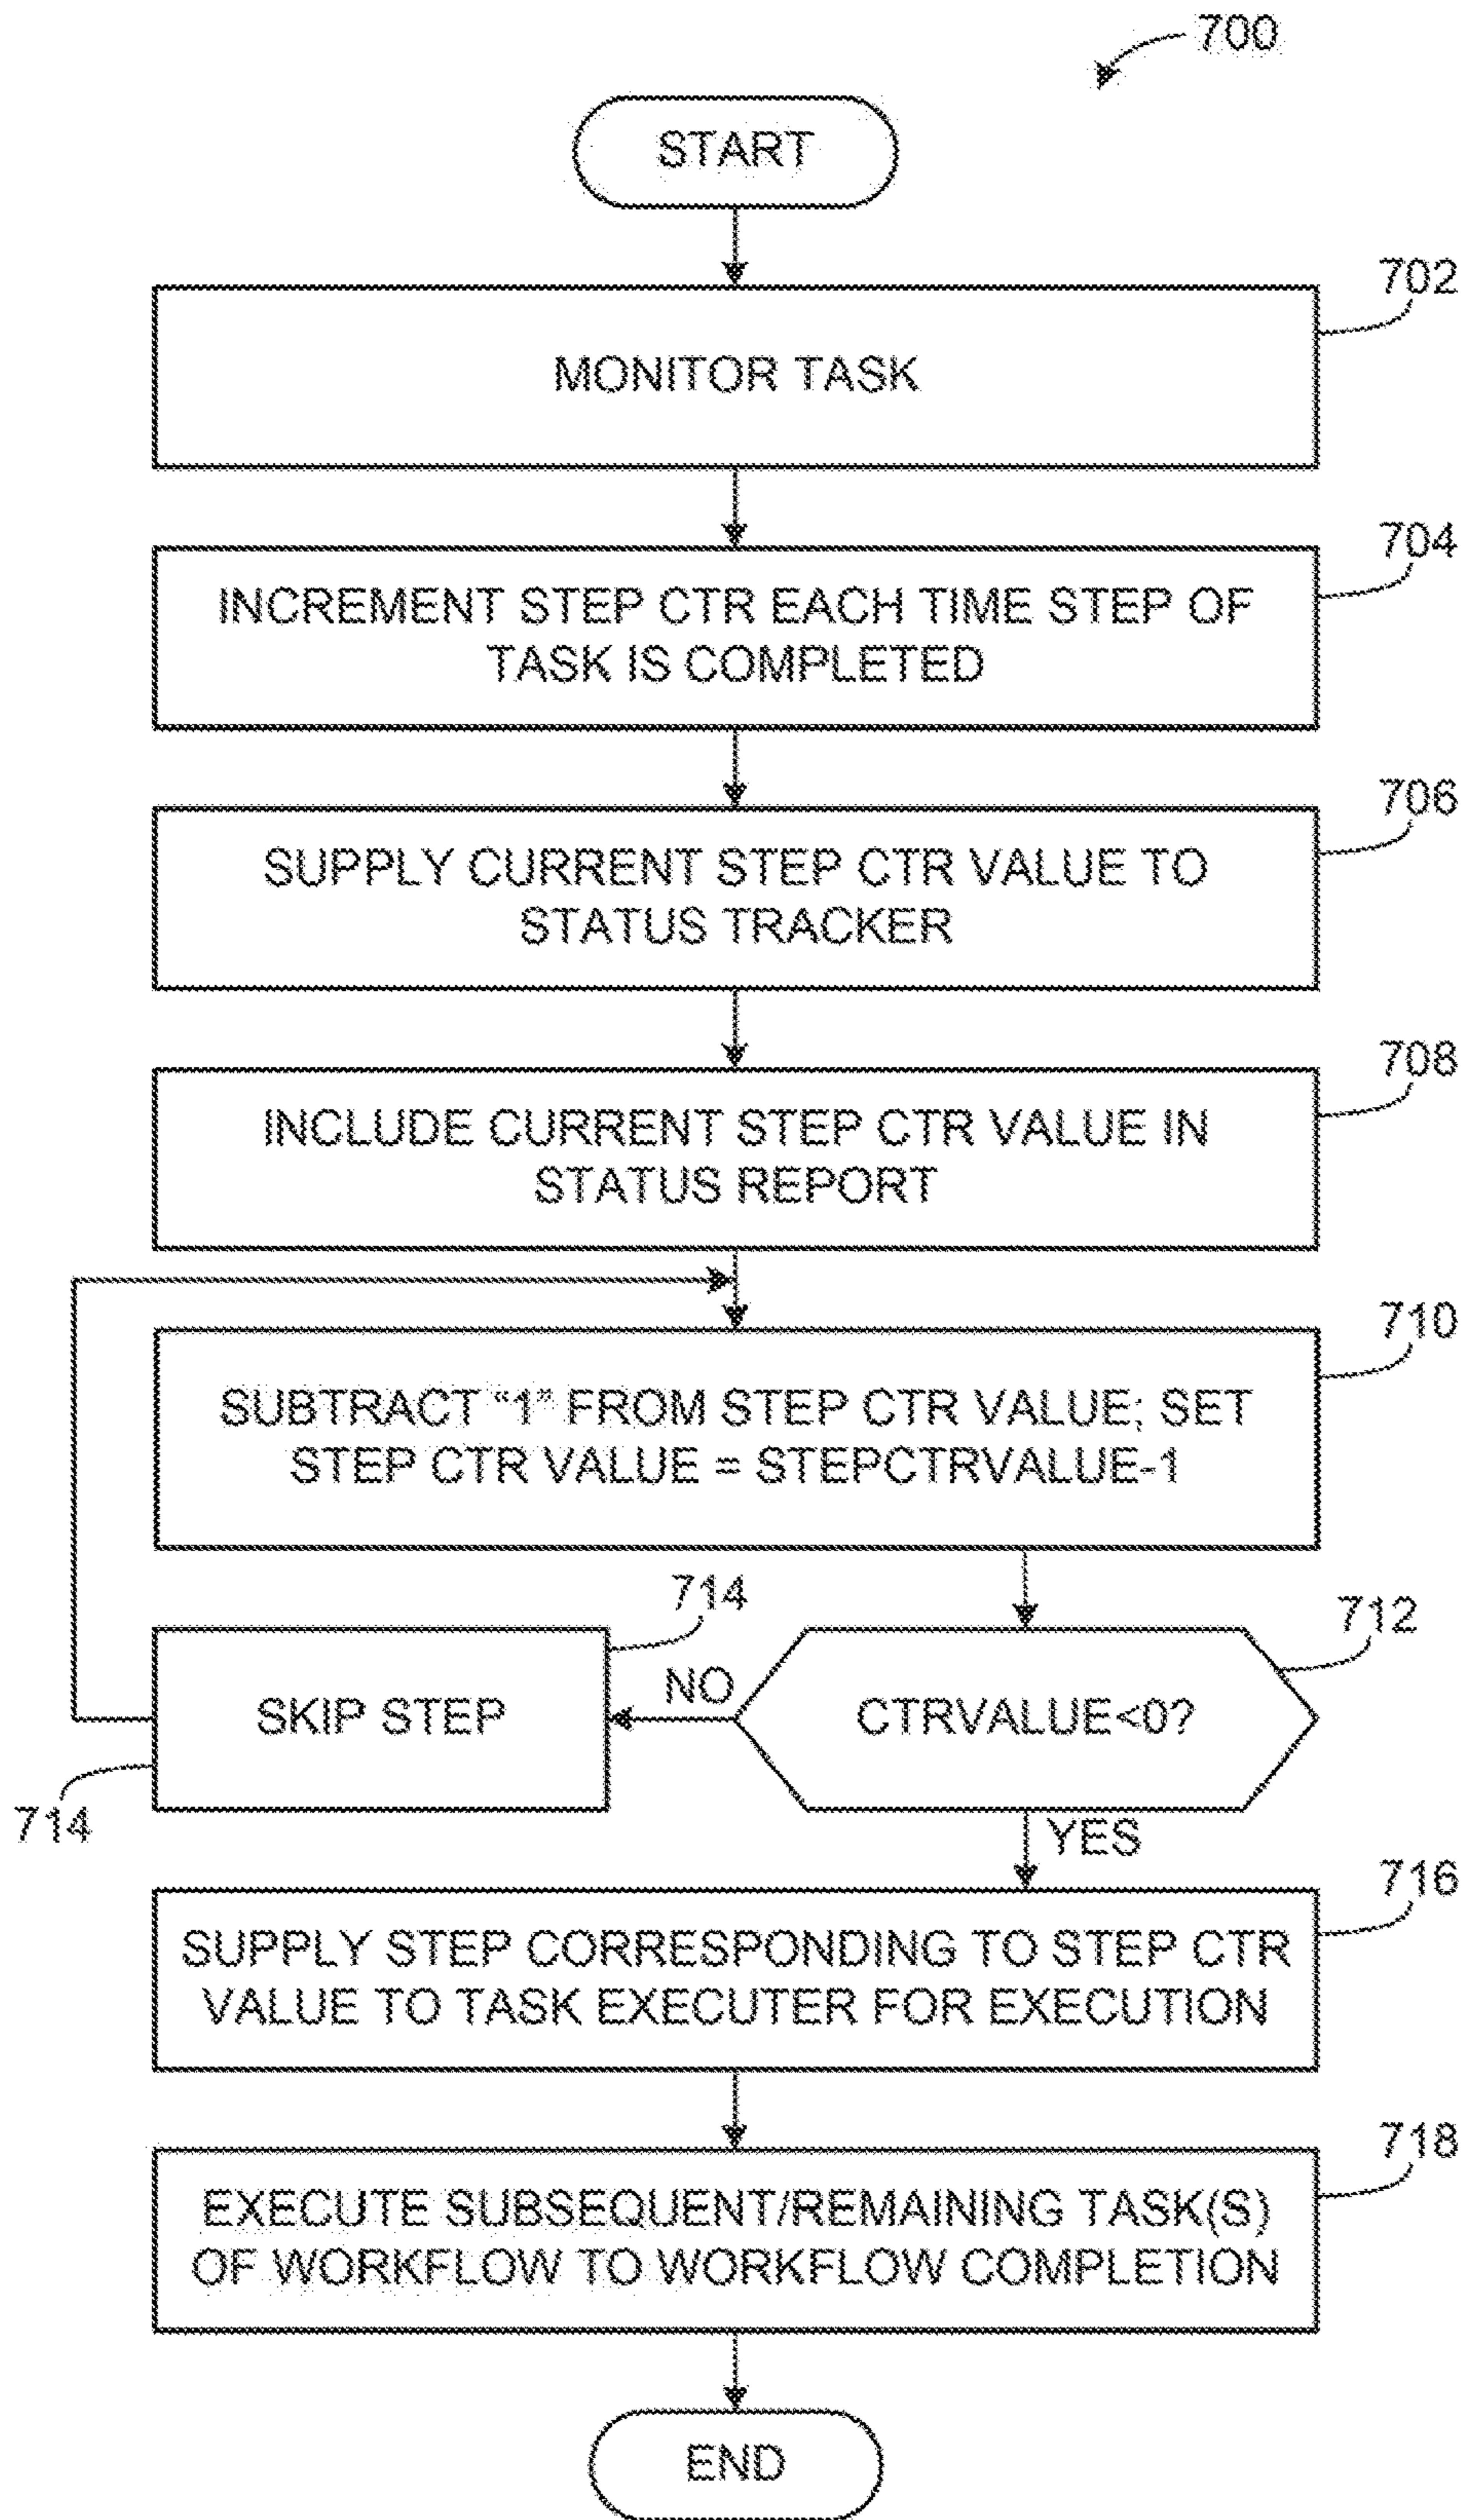 700
START
702
MONITOR TASK
704
INCREMENT STEP CTR EACH TIME STEP OF
TASK IS COMPLETED
706
SUPPLY CURRENT STEP CTR VALUE TO
STATUS TRACKER
708
INCLUDE CURRENT STEP CTR VALUE IN
STATUS REPORT
710
SUBTRACT “1” FROM STEP CTR VALUE; SET
STEP CTR VALUE = STEPCTRVALUE-1
714
712
SKIP STEP
NO
CTRVALUE<0?
714
YES
716
SUPPLY STEP CORRESPONDING TO STEP CTR
VALUE TO TASK EXECUTER FOR EXECUTION
718
EXECUTE SUBSEQUENT/REMAINING TASK(S)
OF WORKFLOW TO WORKFLOW COMPLETION
END